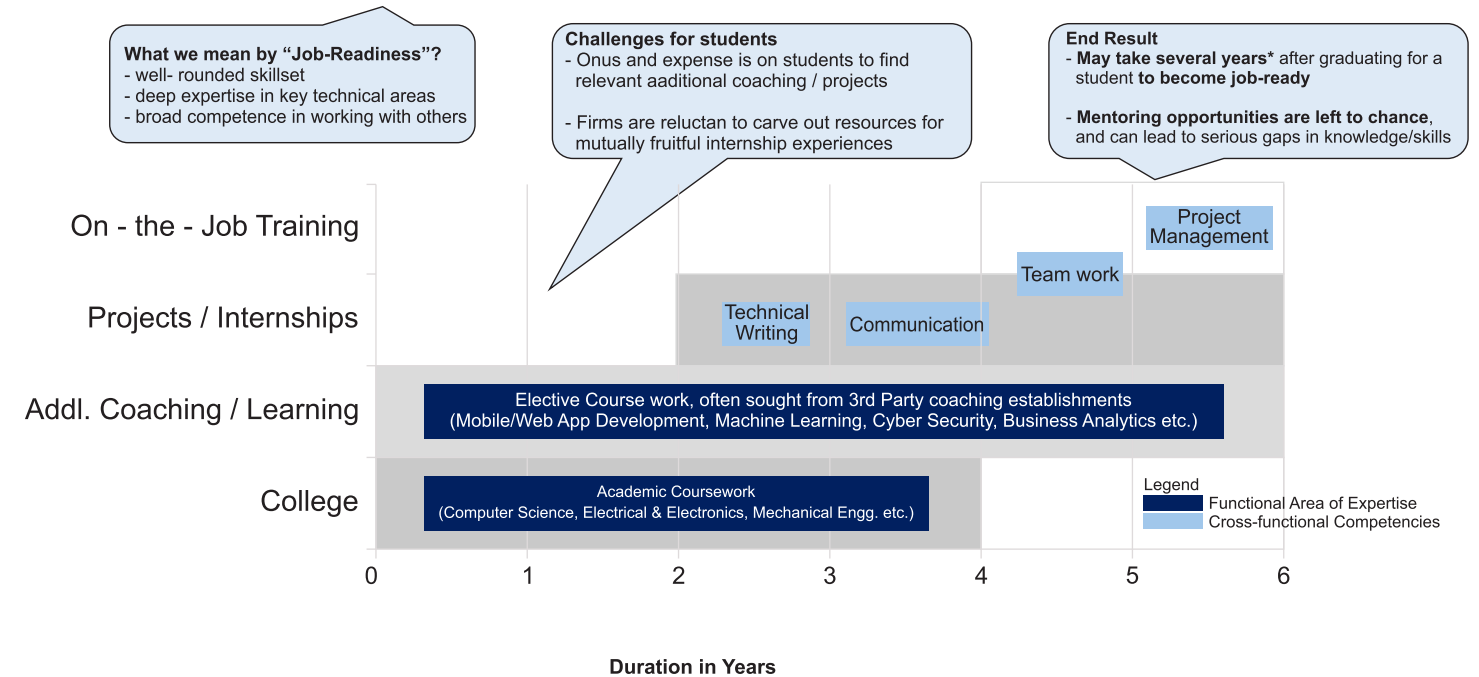 What we mean by “Job-Readiness”?
- well- rounded skillset
- deep expertise in key technical areas
- broad competence in working with others
Challenges for students
- Onus and expense is on students to find
relevant aaditional coaching / projects
- Firms are reluctan to carve out resources for
mutually fruitful internship experiences
End Result
- May take several years* after graduating for a
student to become job-ready
- Mentoring opportunities are left to chance,
and can lead to serious gaps in knowledge/skills
On - the - Job Training
Project
Management
Team work
Projects / Internships
Technical
Writing
Communication
Addl. Coaching / Learning
Elective Course work, often sought from 3rd Party coaching establishments
(Mobile/Web App Development, Machine Learning, Cyber Security, Business Analytics etc.)
College
Academic Coursework
(Computer Science, Electrical & Electronics, Mechanical Engg. etc.)
Legend
Functional Area of Expertise
Cross-functional Competencies
0 1 2 3 4 5 6
Duration in Years